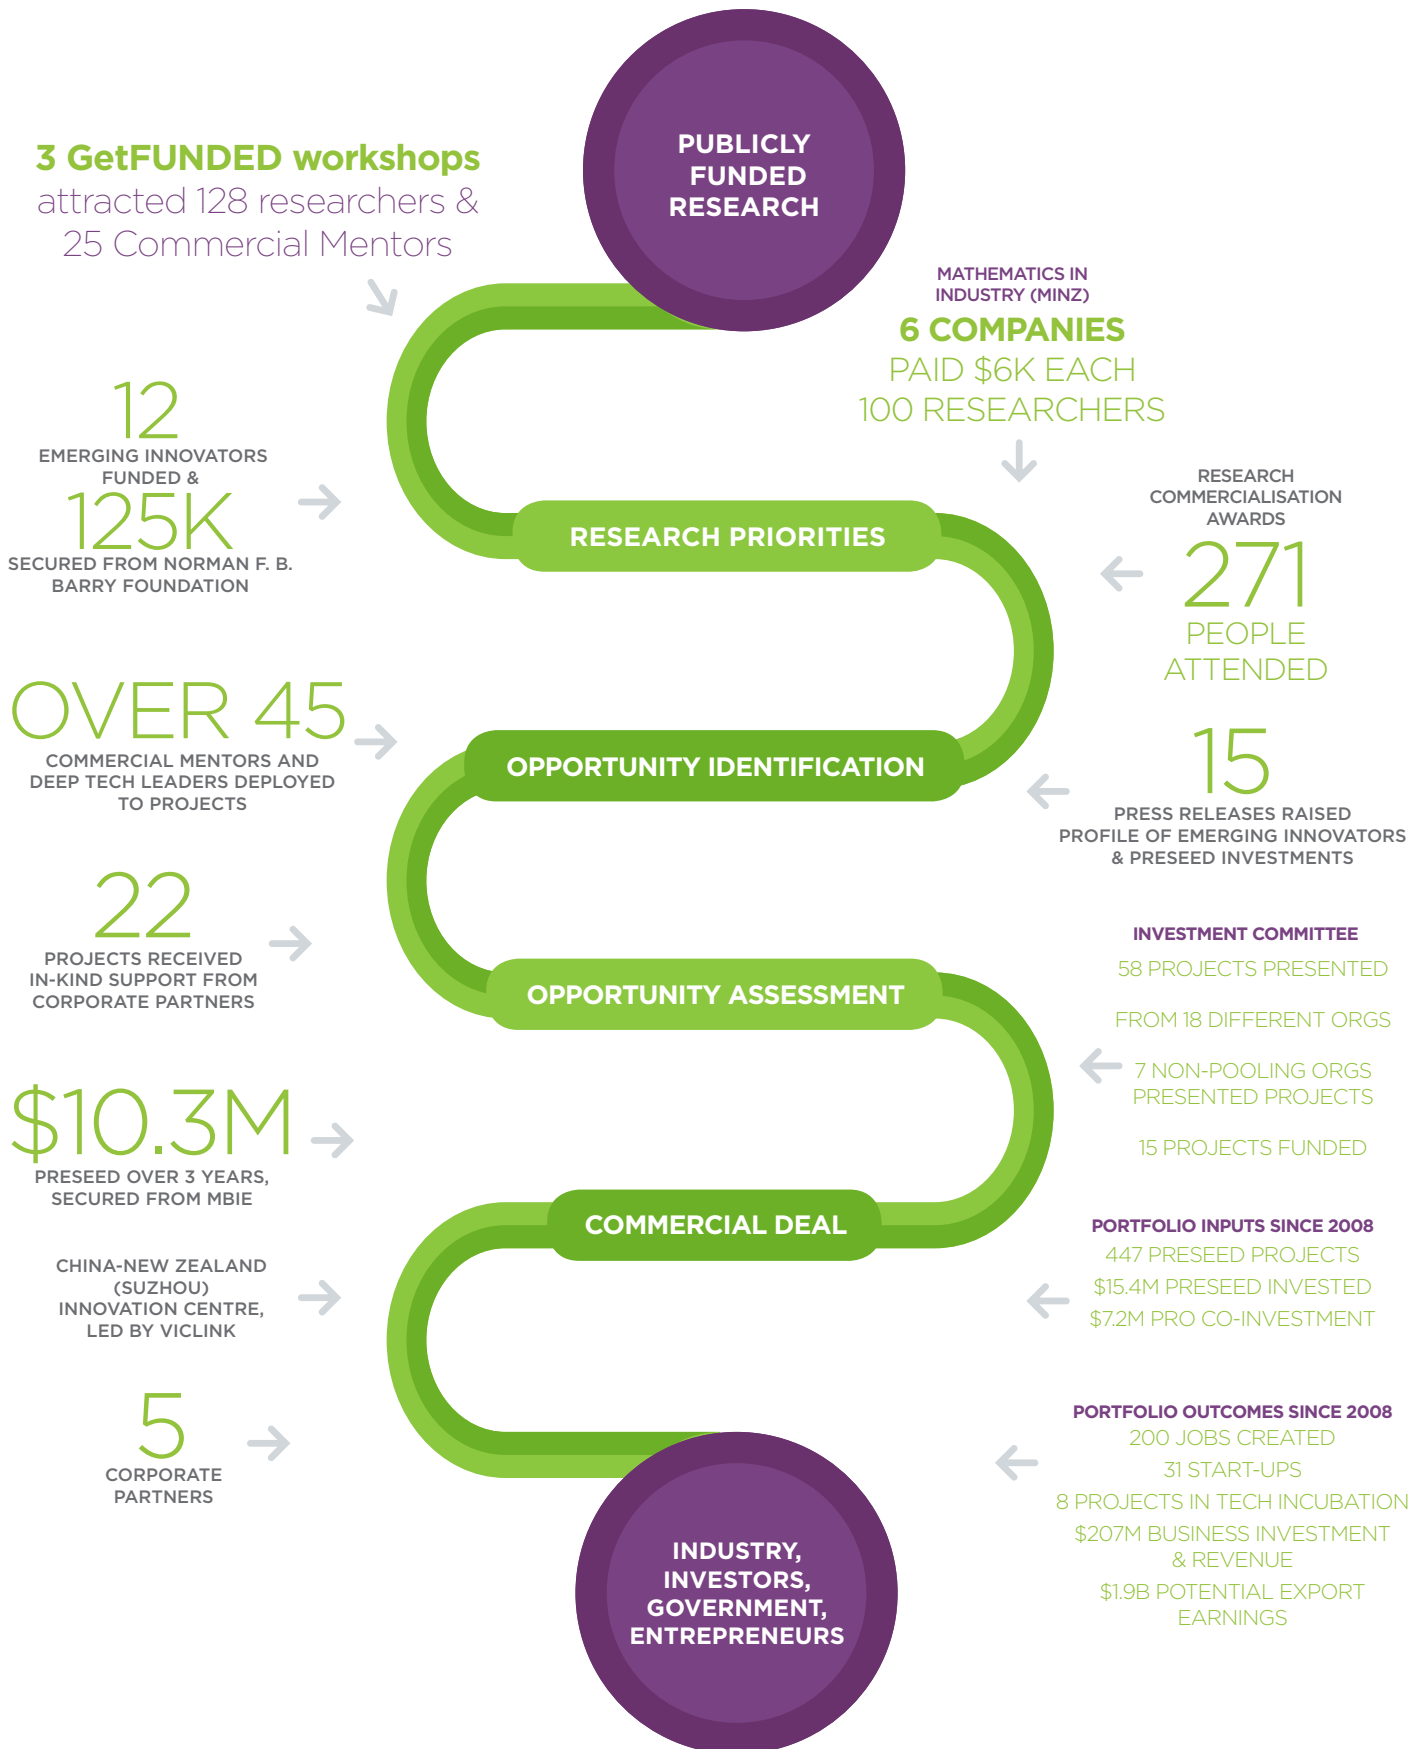 PUBLICLY
FUNDED
RESEARCH
3 GetFUNDED workshops
attracted 128 researchers &
25 Commercial Mentors
MATHEMATICS IN
INDUSTRY (MINZ)
6 COMPANIES
PAID $6K EACH
100 RESEARCHERS
12
EMERGING INNOVATORS
FUNDED &
125K
SECURED FROM NORMAN F. B.
BARRY FOUNDATION
RESEARCH PRIORITIES
RESEARCH
COMMERCIALISATION
AWARDS
271
PEOPLE
ATTENDED
OVER 45
COMMERCIAL MENTORS AND
DEEP TECH LEADERS DEPLOYED
TO PROJECTS
OPPORTUNITY IDENTIFICATION
15
PRESS RELEASES RAISED
PROFILE OF EMERGING INNOVATORS
& PRESEED INVESTMENTS
22
PROJECTS RECEIVED
IN-KIND SUPPORT FROM
CORPORATE PARTNERS
OPPORTUNITY ASSESSMENT
INVESTMENT COMMITTEE
58 PROJECTS PRESENTED
FROM 18 DIFFERENT ORGS
7 NON-POOLING ORGS
PRESENTED PROJECTS
15 PROJECTS FUNDED
$10.3M
PRESEED OVER 3 YEARS,
SECURED FROM MBIE
COMMERCIAL DEAL
PORTFOLIO INPUTS SINCE 2008
447 PRESEED PROJECTS
$15.4M PRESEED INVESTED
$7.2M PRO CO-INVESTMENT
CHINA-NEW ZEALAND
(SUZHOU)
INNOVATION CENTRE,
LED BY VICLINK
5
CORPORATE
PARTNERS
PORTFOLIO OUTCOMES SINCE 2008
200 JOBS CREATED
31 START-UPS
8 PROJECTS IN TECH INCUBATION
$207M BUSINESS INVESTMENT
& REVENUE
$1.9B POTENTIAL EXPORT
EARNINGS
INDUSTRY,
INVESTORS,
GOVERNMENT,
ENTREPRENEURS